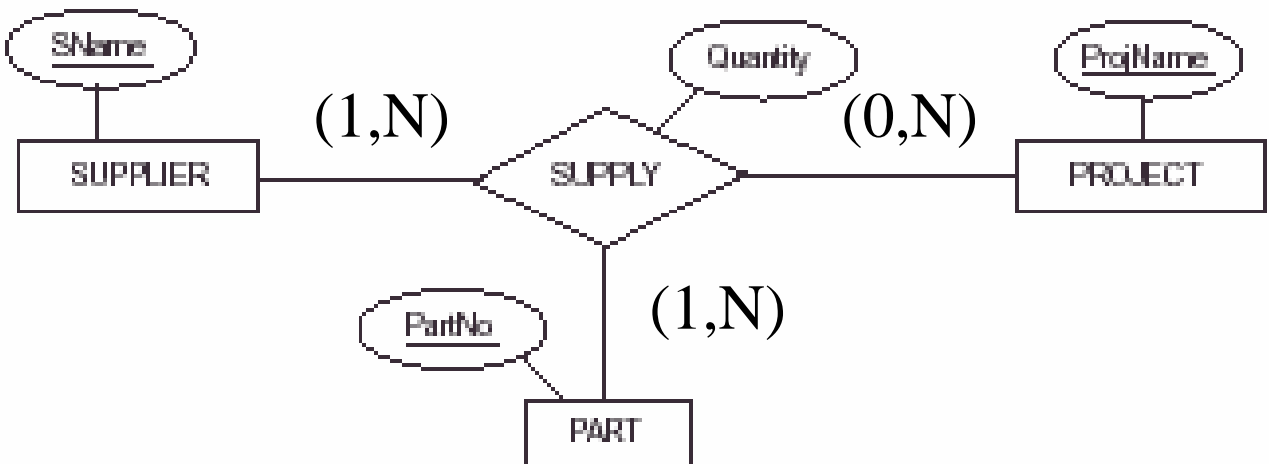 SName
Quantity
ProjName
(1,N)
(0,N)
SUPPLIER
SUPPLY
PROJECT
(1,N)
PartNo
PART